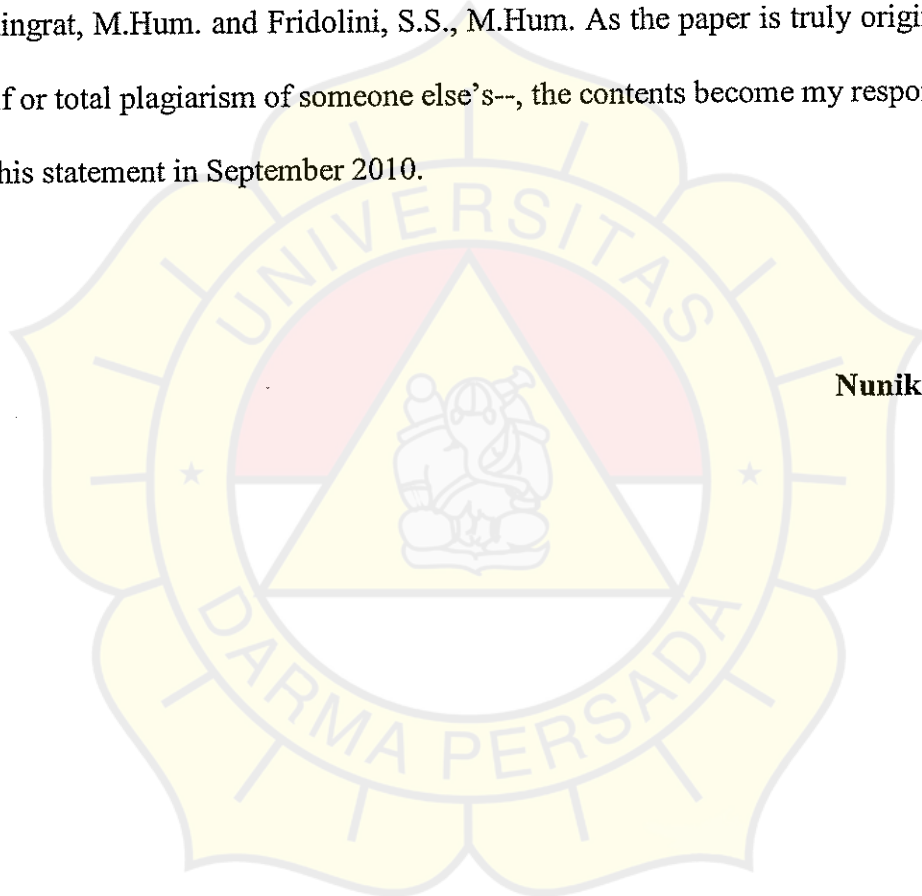 ingrat, M.Hum. and Fridolini, S.S., M.Hum. As the paper is truly origi
f or total plagiarism of someone else's--, the contents become my respo
his statement in September 2010.
UNIVERSITAS
Nunik
DARMA PERSADA